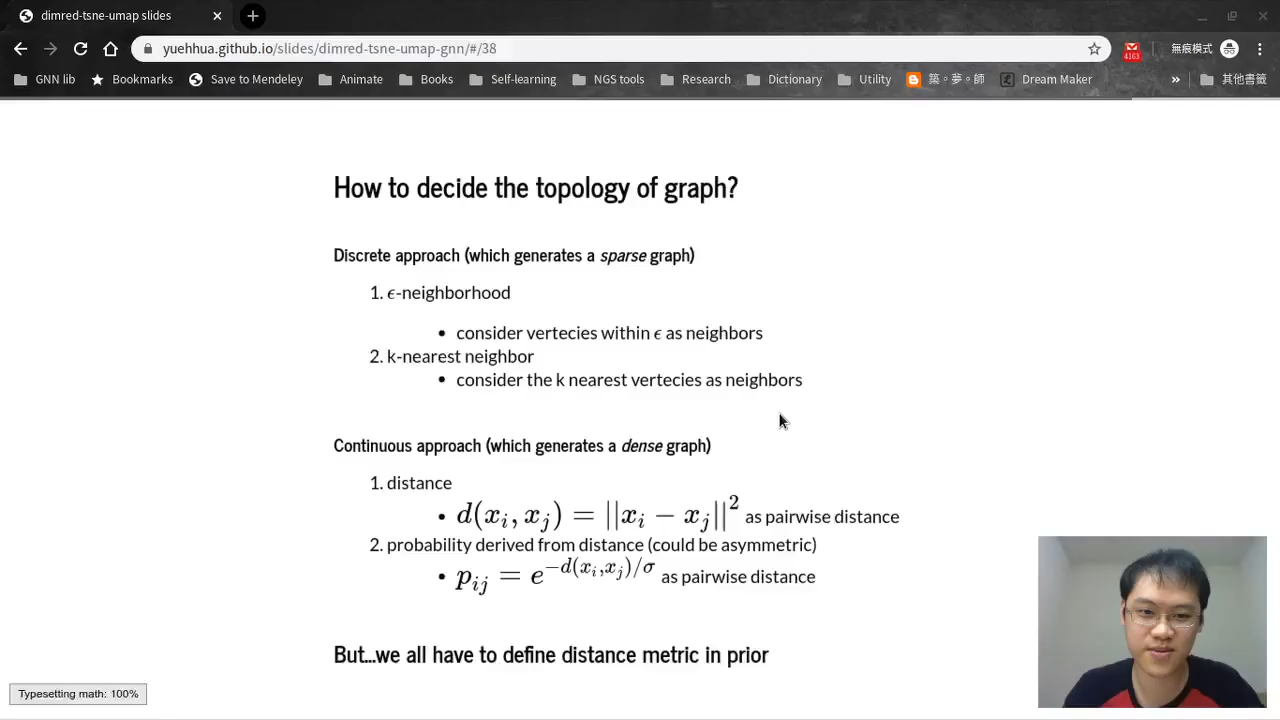 dimred-tsne-umap slides
yuehhua.github.io/slides/dimred-tsne-umap-gnn/#/38
4163
無痕模式
GNN lib
Bookmarks
Save to Mendeley
Animate
Books
Self-learning
NGS tools
Research
Dictionary
Utility
築。夢。師
Dream Maker
»
其他書籤
How to decide the topology of graph?
Discrete approach (which generates a sparse graph)
1. ϵ-neighborhood
• consider vertecies within ϵ as neighbors
2. k-nearest neighbor
• consider the k nearest vertecies as neighbors
Continuous approach (which generates a dense graph)
1. distance
• d(x_i, x_j) = ||x_i − x_j||^2 as pairwise distance
2. probability derived from distance (could be asymmetric)
• p_{ij} = e^{−d(x_i,x_j)/σ} as pairwise distance
But...we all have to define distance metric in prior
Typesetting math: 100%